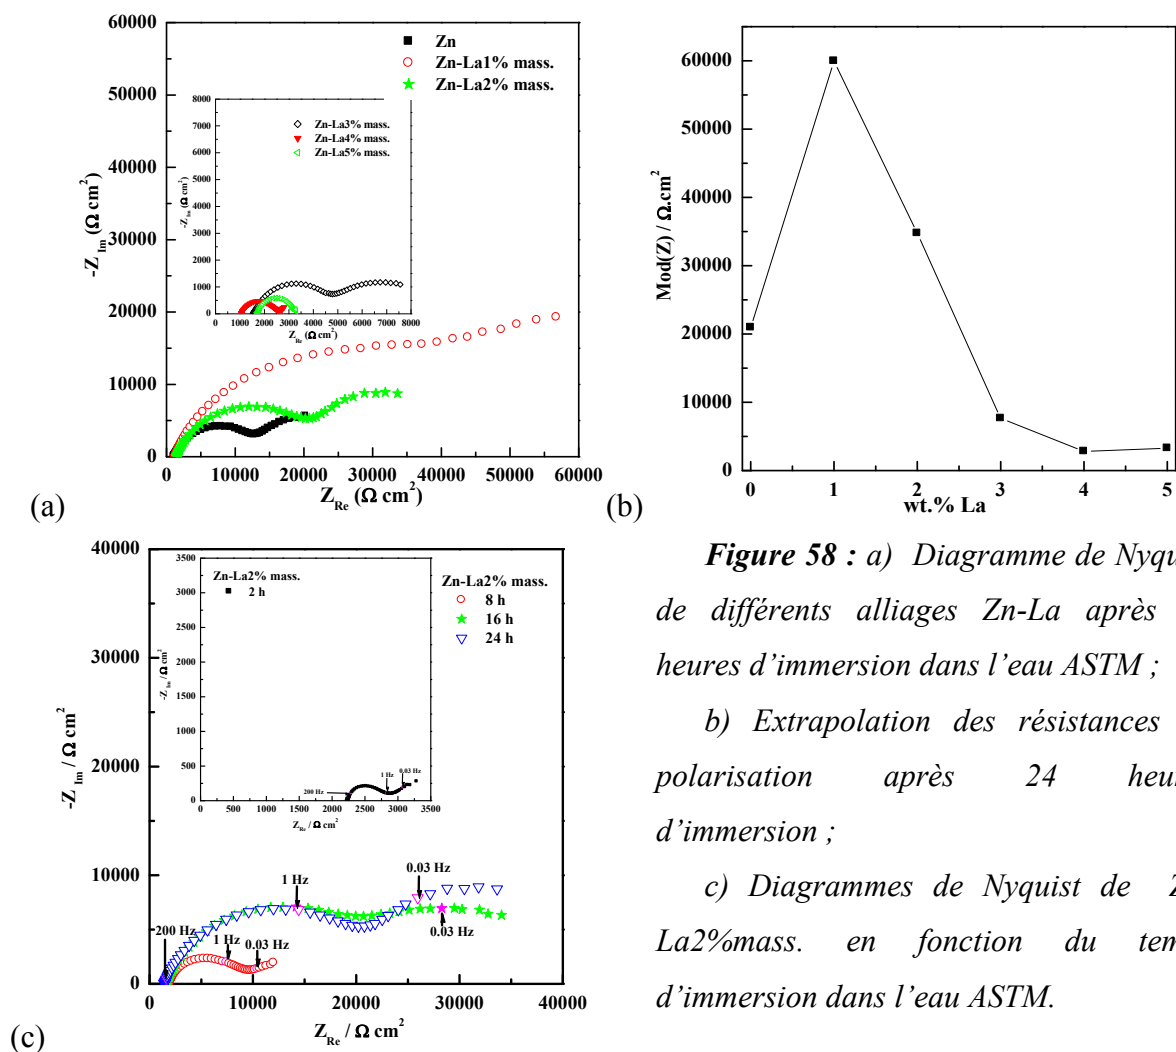 60000
50000
40000
30000
20000
10000
0
-Z_Im (Ω cm²)
Zn
Zn-La1% mass.
Zn-La2% mass.
8000
7000
6000
5000
4000
3000
2000
1000
0
-Z_Im (Ω cm²)
Zn-La3% mass.
Zn-La4% mass.
Zn-La5% mass.
0 1000 2000 3000 4000 5000 6000 7000 8000
Z_Re (Ω cm²)
0 10000 20000 30000 40000 50000 60000
Z_Re (Ω cm²)
(a)
60000
50000
40000
30000
20000
10000
0
Mod(Z) / Ω.cm²
0 1 2 3 4 5
wt.% La
(b)
40000
30000
20000
10000
0
-Z_Im / Ω cm²
3500
3000
2500
2000
1500
1000
500
0
-Z_Im / Ω cm²
Zn-La2% mass.
2 h
200 Hz
1 Hz
0.03 Hz
0 500 1000 1500 2000 2500 3000 3500
Z_Re / Ω cm²
Zn-La2% mass.
8 h
16 h
24 h
200 Hz
1 Hz
0.03 Hz
1 Hz
0.03 Hz
0.03 Hz
0 10000 20000 30000 40000
Z_Re / Ω cm²
(c)
Figure 58 : a) Diagramme de Nyqu
de différents alliages Zn-La après
heures d'immersion dans l'eau ASTM ;
b) Extrapolation des résistances
polarisation après 24 heu
d'immersion ;
c) Diagrammes de Nyquist de
La2%mass. en fonction du tem
d'immersion dans l'eau ASTM.